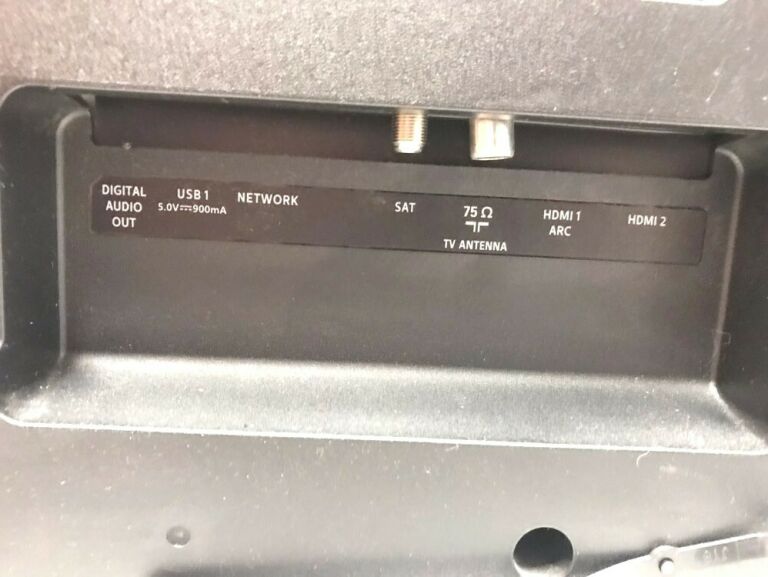 DIGITAL
AUDIO
OUT
USB 1
5.0V⎓900mA
NETWORK
SAT
75 Ω
TV ANTENNA
HDMI 1
ARC
HDMI 2